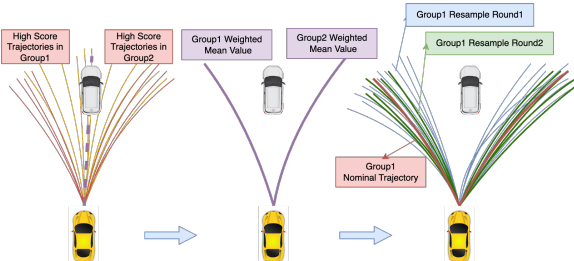 High Score
Trajectories in
Group1
High Score
Trajectories in
Group2
Group1 Weighted
Mean Value
Group2 Weighted
Mean Value
Group1 Resample Round1
Group1 Resample Round2
Group1
Nominal Trajectory